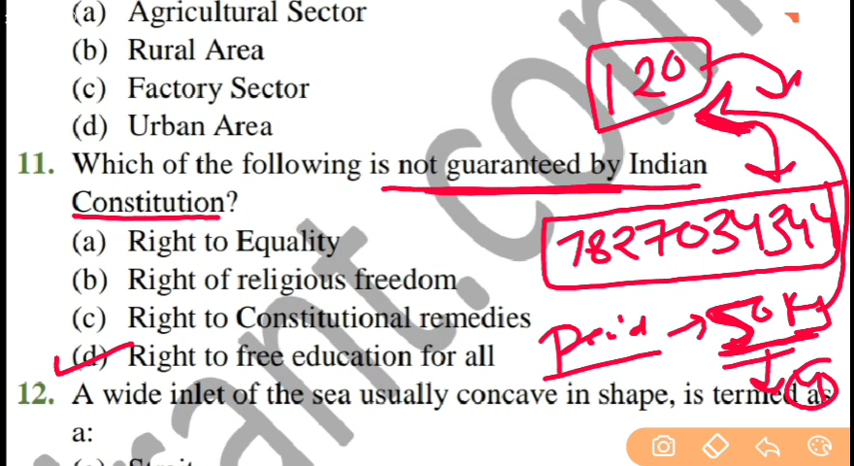 (a) Agricultural Sector
(b) Rural Area
(c) Factory Sector
(d) Urban Area
120
11. Which of the following is not guaranteed by Indian
Constitution?
(a) Right to Equality
(b) Right of religious freedom
(c) Right to Constitutional remedies
(d) Right to free education for all
7827034344
Paid → 50
12. A wide inlet of the sea usually concave in shape, is termed as
a: